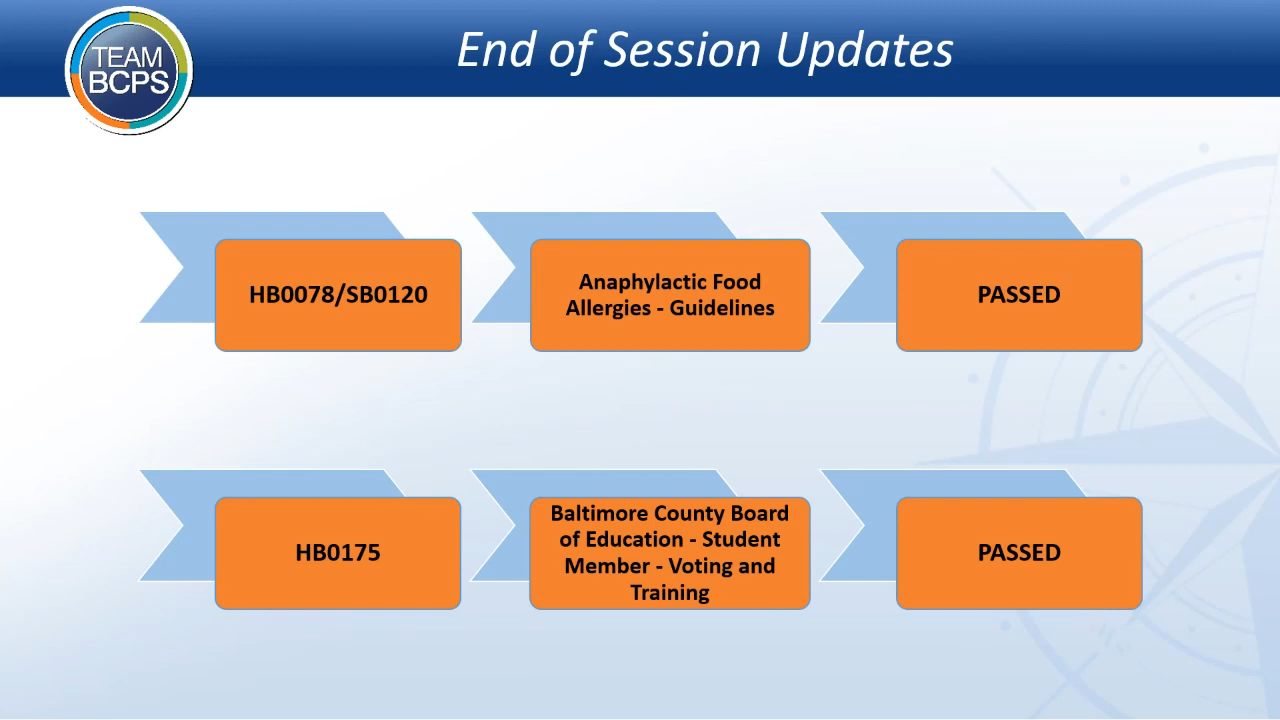 TEAM
BCPS
End of Session Updates
HB0078/SB0120
Anaphylactic Food
Allergies - Guidelines
PASSED
HB0175
Baltimore County Board
of Education - Student
Member - Voting and
Training
PASSED